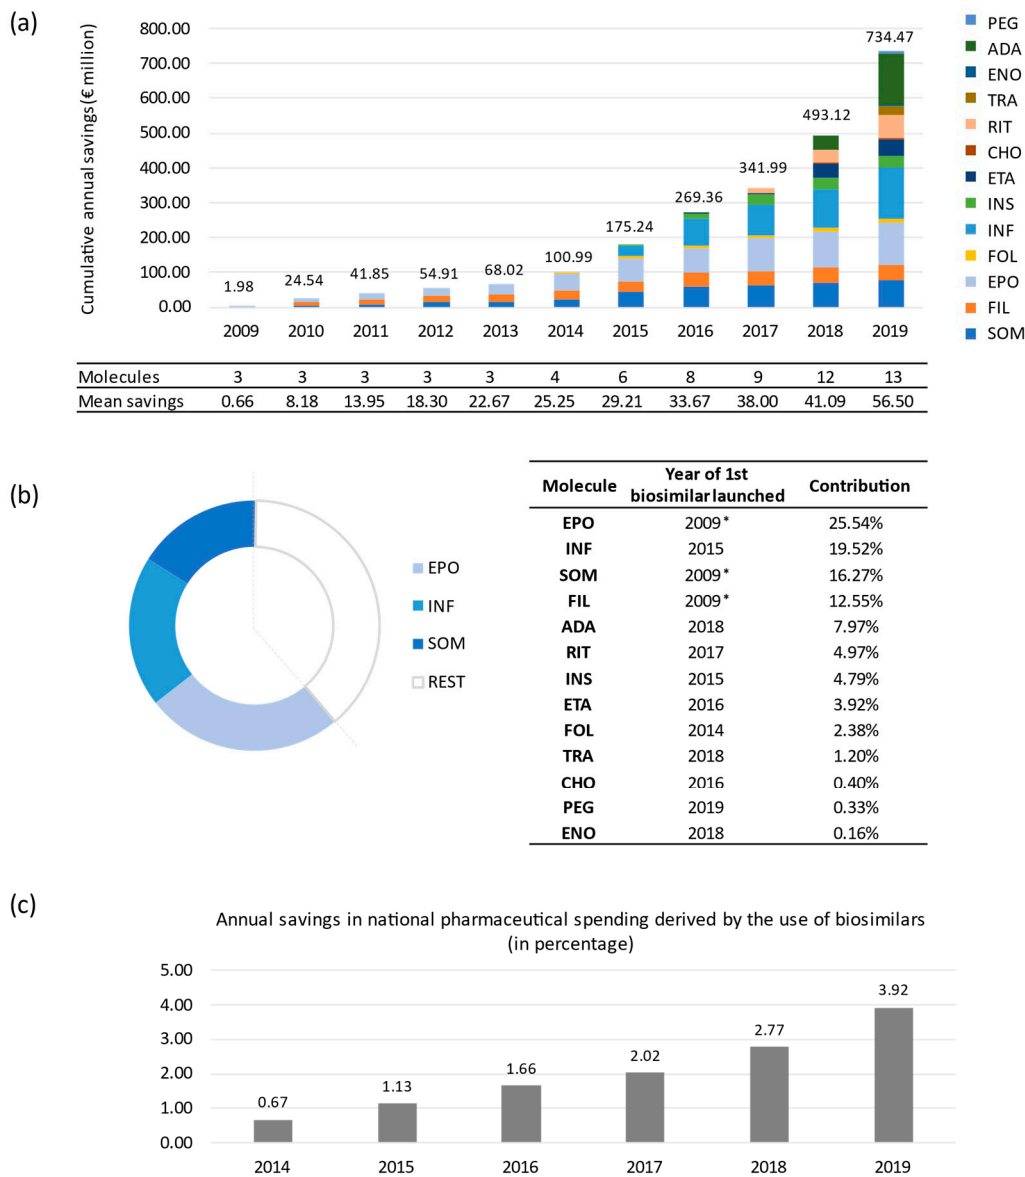 (a)
Cumulative annual savings(€ million)
800.00
700.00
600.00
500.00
400.00
300.00
200.00
100.00
0.00
1.98
24.54
41.85
54.91
68.02
100.99
175.24
269.36
341.99
493.12
734.47
2009 2010 2011 2012 2013 2014 2015 2016 2017 2018 2019
PEG
ADA
ENO
TRA
RIT
CHO
ETA
INS
INF
FOL
EPO
FIL
SOM
Molecules 3 3 3 3 3 4 6 8 9 12 13
Mean savings 0.66 8.18 13.95 18.30 22.67 25.25 29.21 33.67 38.00 41.09 56.50
(b)
EPO
INF
SOM
REST
Molecule Year of 1st biosimilar launched Contribution
EPO 2009* 25.54%
INF 2015 19.52%
SOM 2009* 16.27%
FIL 2009* 12.55%
ADA 2018 7.97%
RIT 2017 4.97%
INS 2015 4.79%
ETA 2016 3.92%
FOL 2014 2.38%
TRA 2018 1.20%
CHO 2016 0.40%
PEG 2019 0.33%
ENO 2018 0.16%
(c)
Annual savings in national pharmaceutical spending derived by the use of biosimilars
(in percentage)
5.00
4.00
3.00
2.00
1.00
0.00
0.67
1.13
1.66
2.02
2.77
3.92
2014 2015 2016 2017 2018 2019